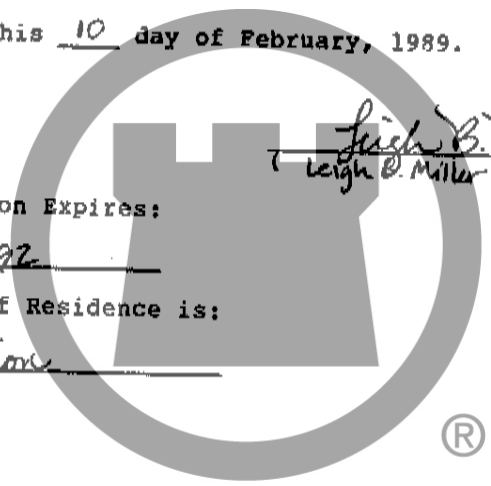 his 10 day of February, 1989.
Leigh B.
Leigh B. Miller
on Expires:
92
f Residence is:
®